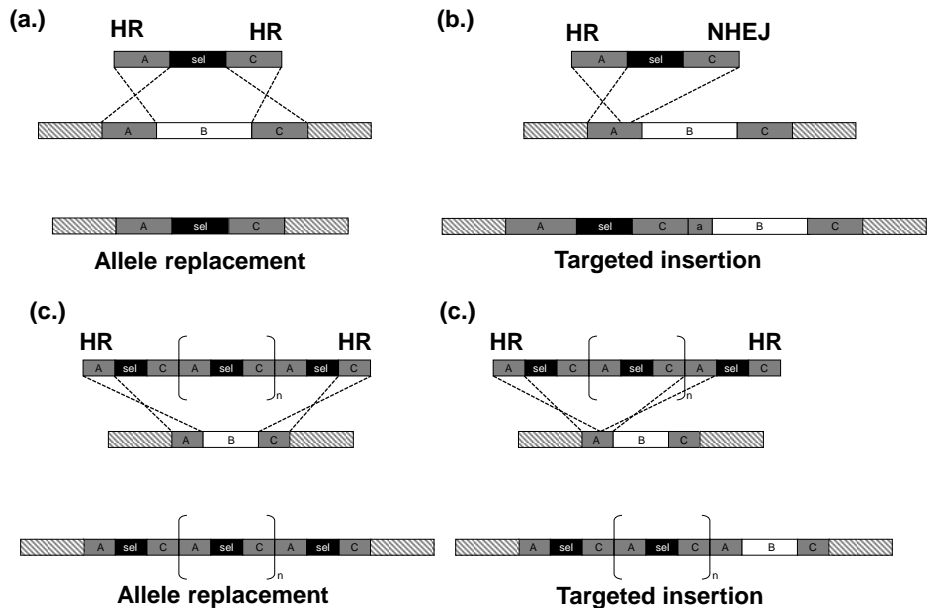 (a.)
HR HR
A sel C
A B C
A sel C
Allele replacement
(b.)
HR NHEJ
A sel C
A B C
A sel C a B C
Targeted insertion
(c.)
HR HR
A sel C A sel C A sel C
n
A B C
A sel C A sel C A sel C
n
Allele replacement
(c.)
HR HR
A sel C A sel C A sel C
n
A B C
A sel C A sel C A B C
n
Targeted insertion